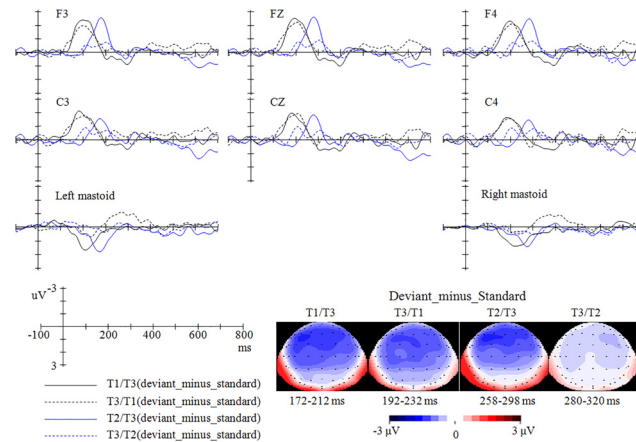 F3 FZ F4
C3 CZ C4
Left mastoid Right mastoid
uV -3
-100 0 200 400 600 800
ms
3
T1/T3(deviant_minus_standard)
T3/T1(deviant_minus_standard)
T2/T3(deviant_minus_standard)
T3/T2(deviant_minus_standard)
Deviant_minus_Standard
T1/T3 T3/T1 T2/T3 T3/T2
172-212 ms 192-232 ms 258-298 ms 280-320 ms
-3 μV 0 3 μV